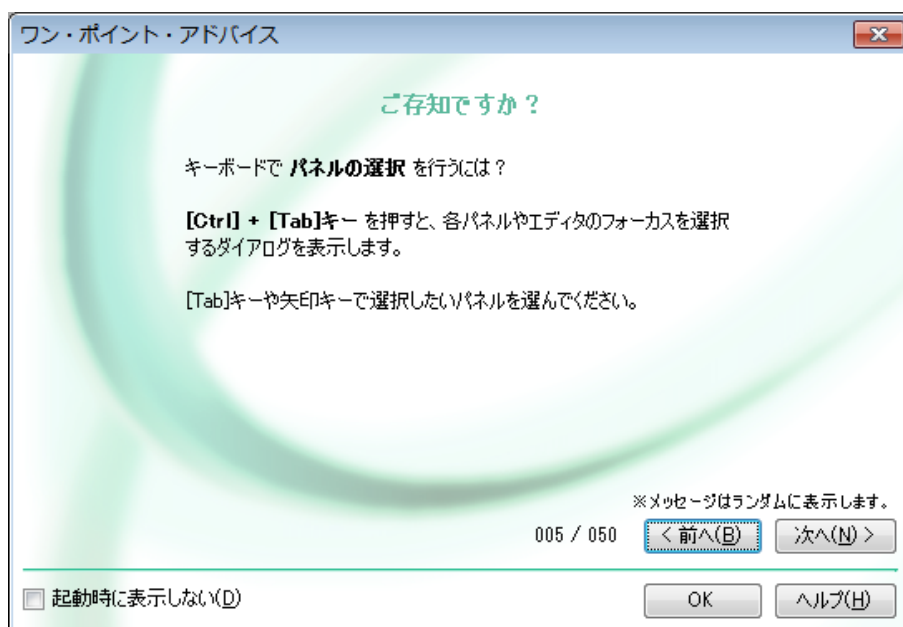 ワン・ポイント・アドバイス
ご存知ですか？
キーボードで パネルの選択 を行うには？
[Ctrl] + [Tab]キー を押すと、各パネルやエディタのフォーカスを選択
するダイアログを表示します。
[Tab]キーや矢印キーで選択したいパネルを選んでください。
※メッセージはランダムに表示します。
005 / 050
< 前へ(B)
次へ(N) >
起動時に表示しない(D)
OK
ヘルプ(H)